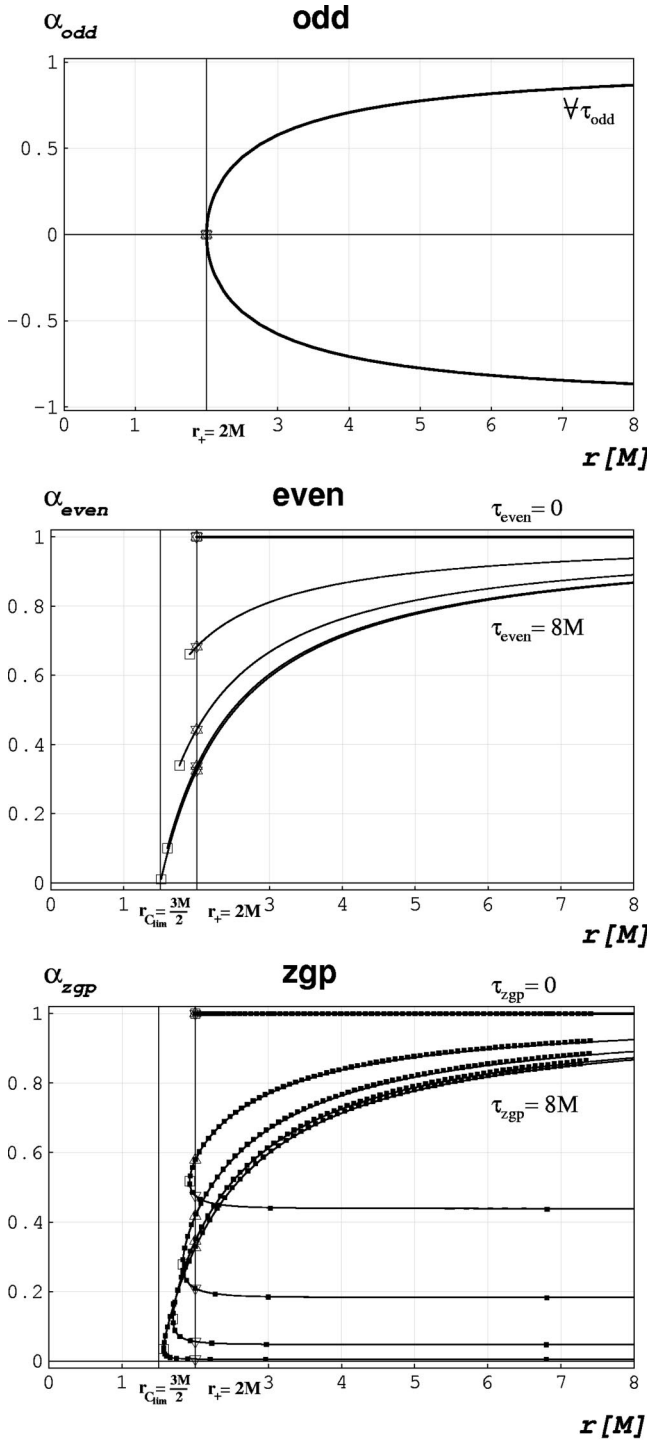 α_odd odd
1
∀ τ_odd
0.5
0
−0.5
−1
0 1 2 3 4 5 6 7 8
r₊= 2M
r [M]
α_even even τ_even= 0
1
0.8
τ_even= 8M
0.6
0.4
0.2
0
0 1 2 3 4 5 6 7 8
r_C_lim= 3M/2 r₊= 2M
r [M]
α_zgp zgp τ_zgp= 0
1
0.8
τ_zgp= 8M
0.6
0.4
0.2
0
0 1 2 3 4 5 6 7 8
r_C_lim= 3M/2 r₊= 2M
r [M]